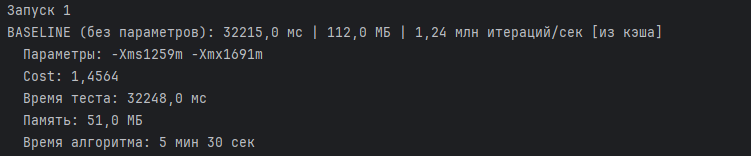 Запуск 1
BASELINE (без параметров): 32215,0 мс | 112,0 МБ | 1,24 млн итераций/сек [из кэша]
Параметры: -Xms1259m -Xmx1691m
Cost: 1,4564
Время теста: 32248,0 мс
Память: 51,0 МБ
Время алгоритма: 5 мин 30 сек